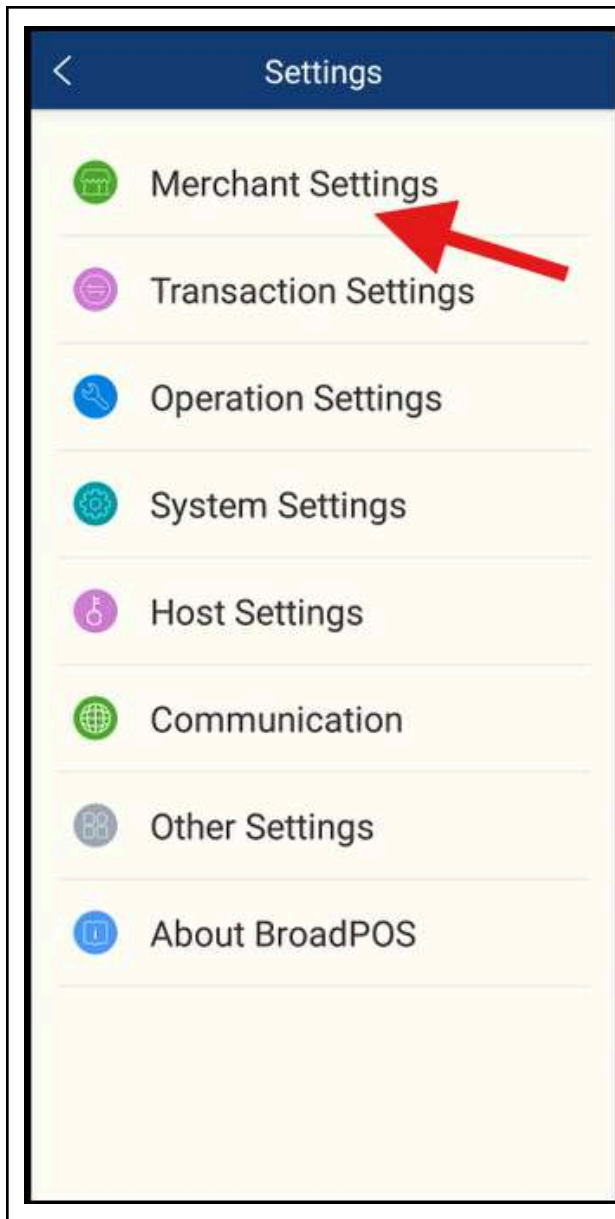 Settings
Merchant Settings
Transaction Settings
Operation Settings
System Settings
Host Settings
Communication
Other Settings
About BroadPOS